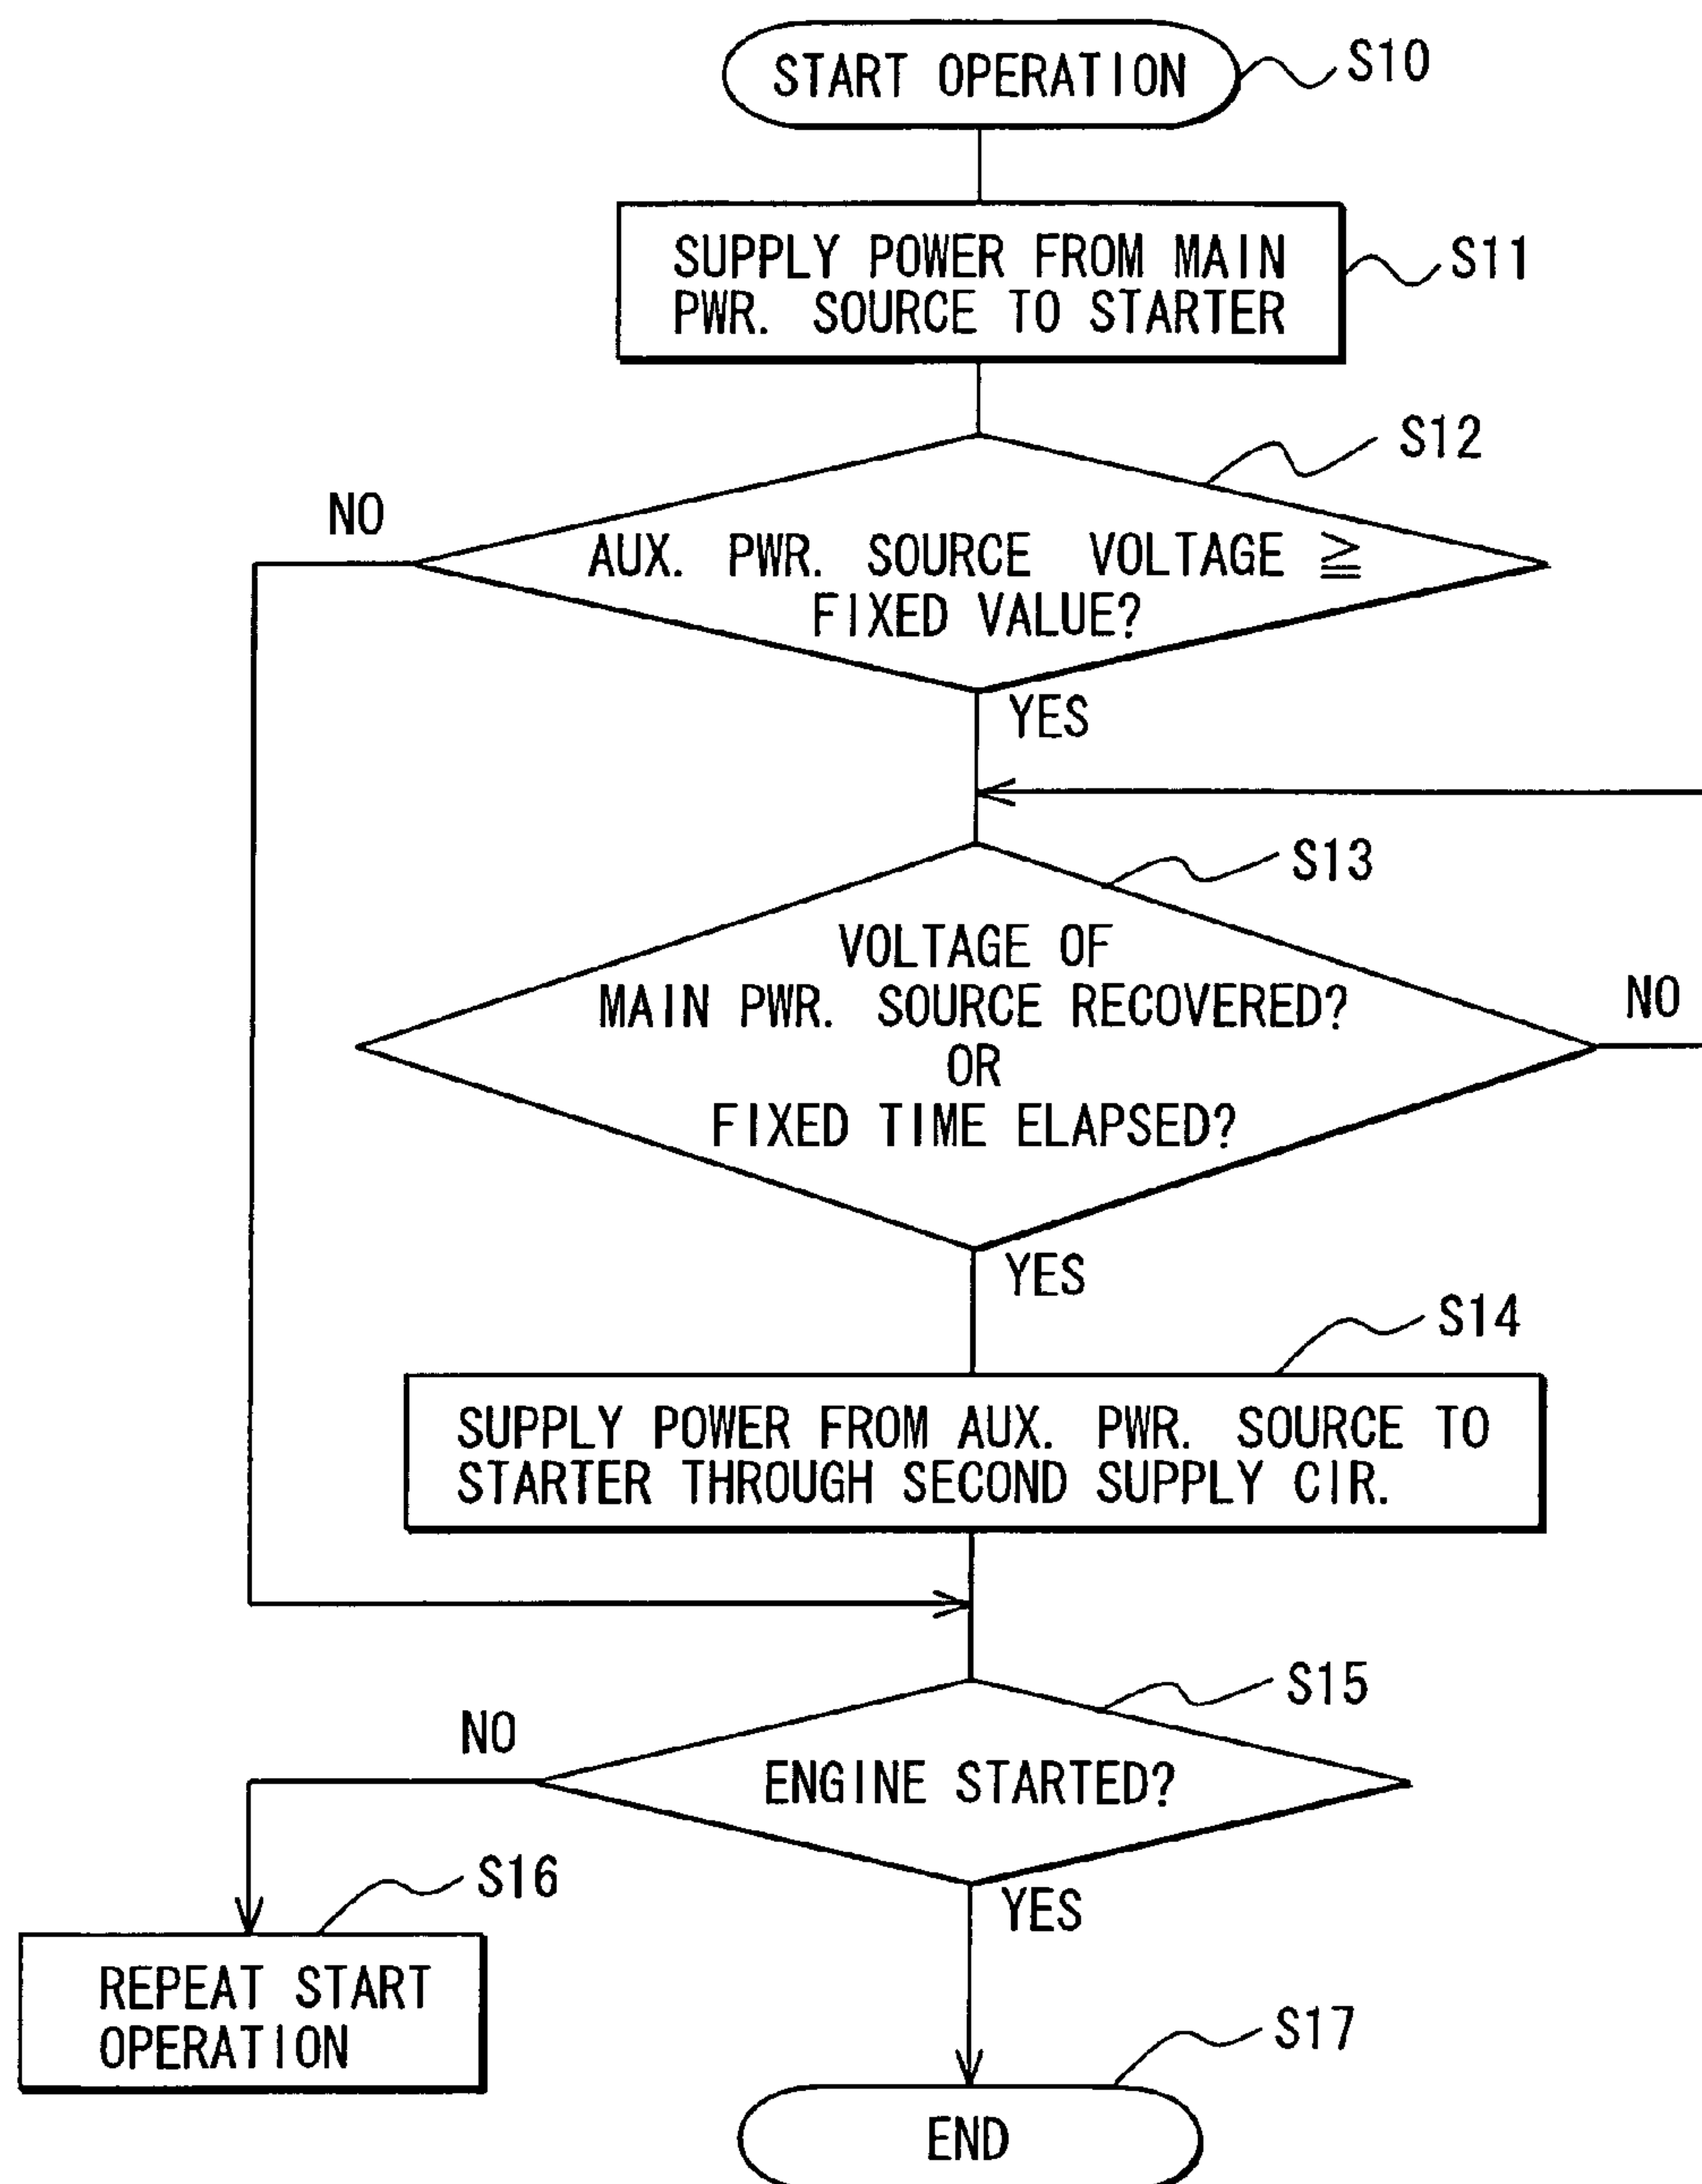 START OPERATION
S10
SUPPLY POWER FROM MAIN
PWR. SOURCE TO STARTER
S11
S12
NO
AUX. PWR. SOURCE VOLTAGE ≧
FIXED VALUE?
YES
S13
VOLTAGE OF
MAIN PWR. SOURCE RECOVERED?
OR
FIXED TIME ELAPSED?
NO
YES
S14
SUPPLY POWER FROM AUX. PWR. SOURCE TO
STARTER THROUGH SECOND SUPPLY CIR.
S15
NO
ENGINE STARTED?
YES
S16
REPEAT START
OPERATION
S17
END